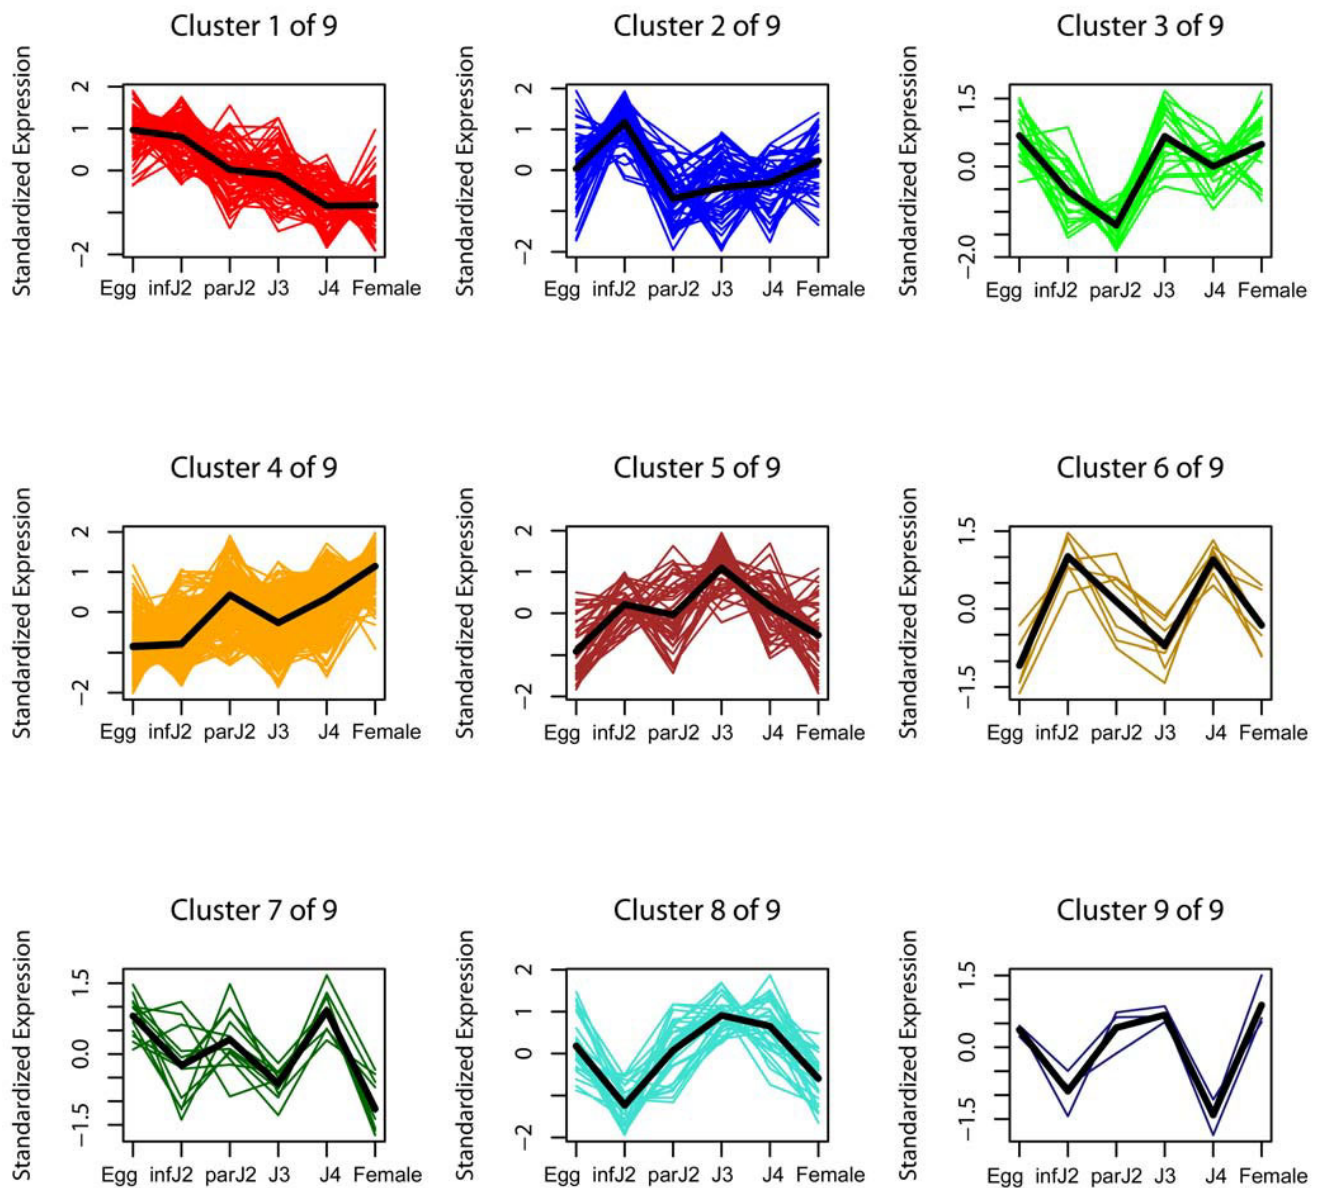 Cluster 1 of 9
Standardized Expression
2
1
0
−2
Egg infJ2 parJ2 J3 J4 Female
Cluster 2 of 9
Standardized Expression
2
1
0
−2
Egg infJ2 parJ2 J3 J4 Female
Cluster 3 of 9
Standardized Expression
1.5
0.0
−2.0
Egg infJ2 parJ2 J3 J4 Female
Cluster 4 of 9
Standardized Expression
2
1
0
−2
Egg infJ2 parJ2 J3 J4 Female
Cluster 5 of 9
Standardized Expression
2
1
0
−2
Egg infJ2 parJ2 J3 J4 Female
Cluster 6 of 9
Standardized Expression
1.5
0.0
−1.5
Egg infJ2 parJ2 J3 J4 Female
Cluster 7 of 9
Standardized Expression
1.5
0.0
−1.5
Egg infJ2 parJ2 J3 J4 Female
Cluster 8 of 9
Standardized Expression
2
1
0
−2
Egg infJ2 parJ2 J3 J4 Female
Cluster 9 of 9
Standardized Expression
1.5
0.0
−1.5
Egg infJ2 parJ2 J3 J4 Female